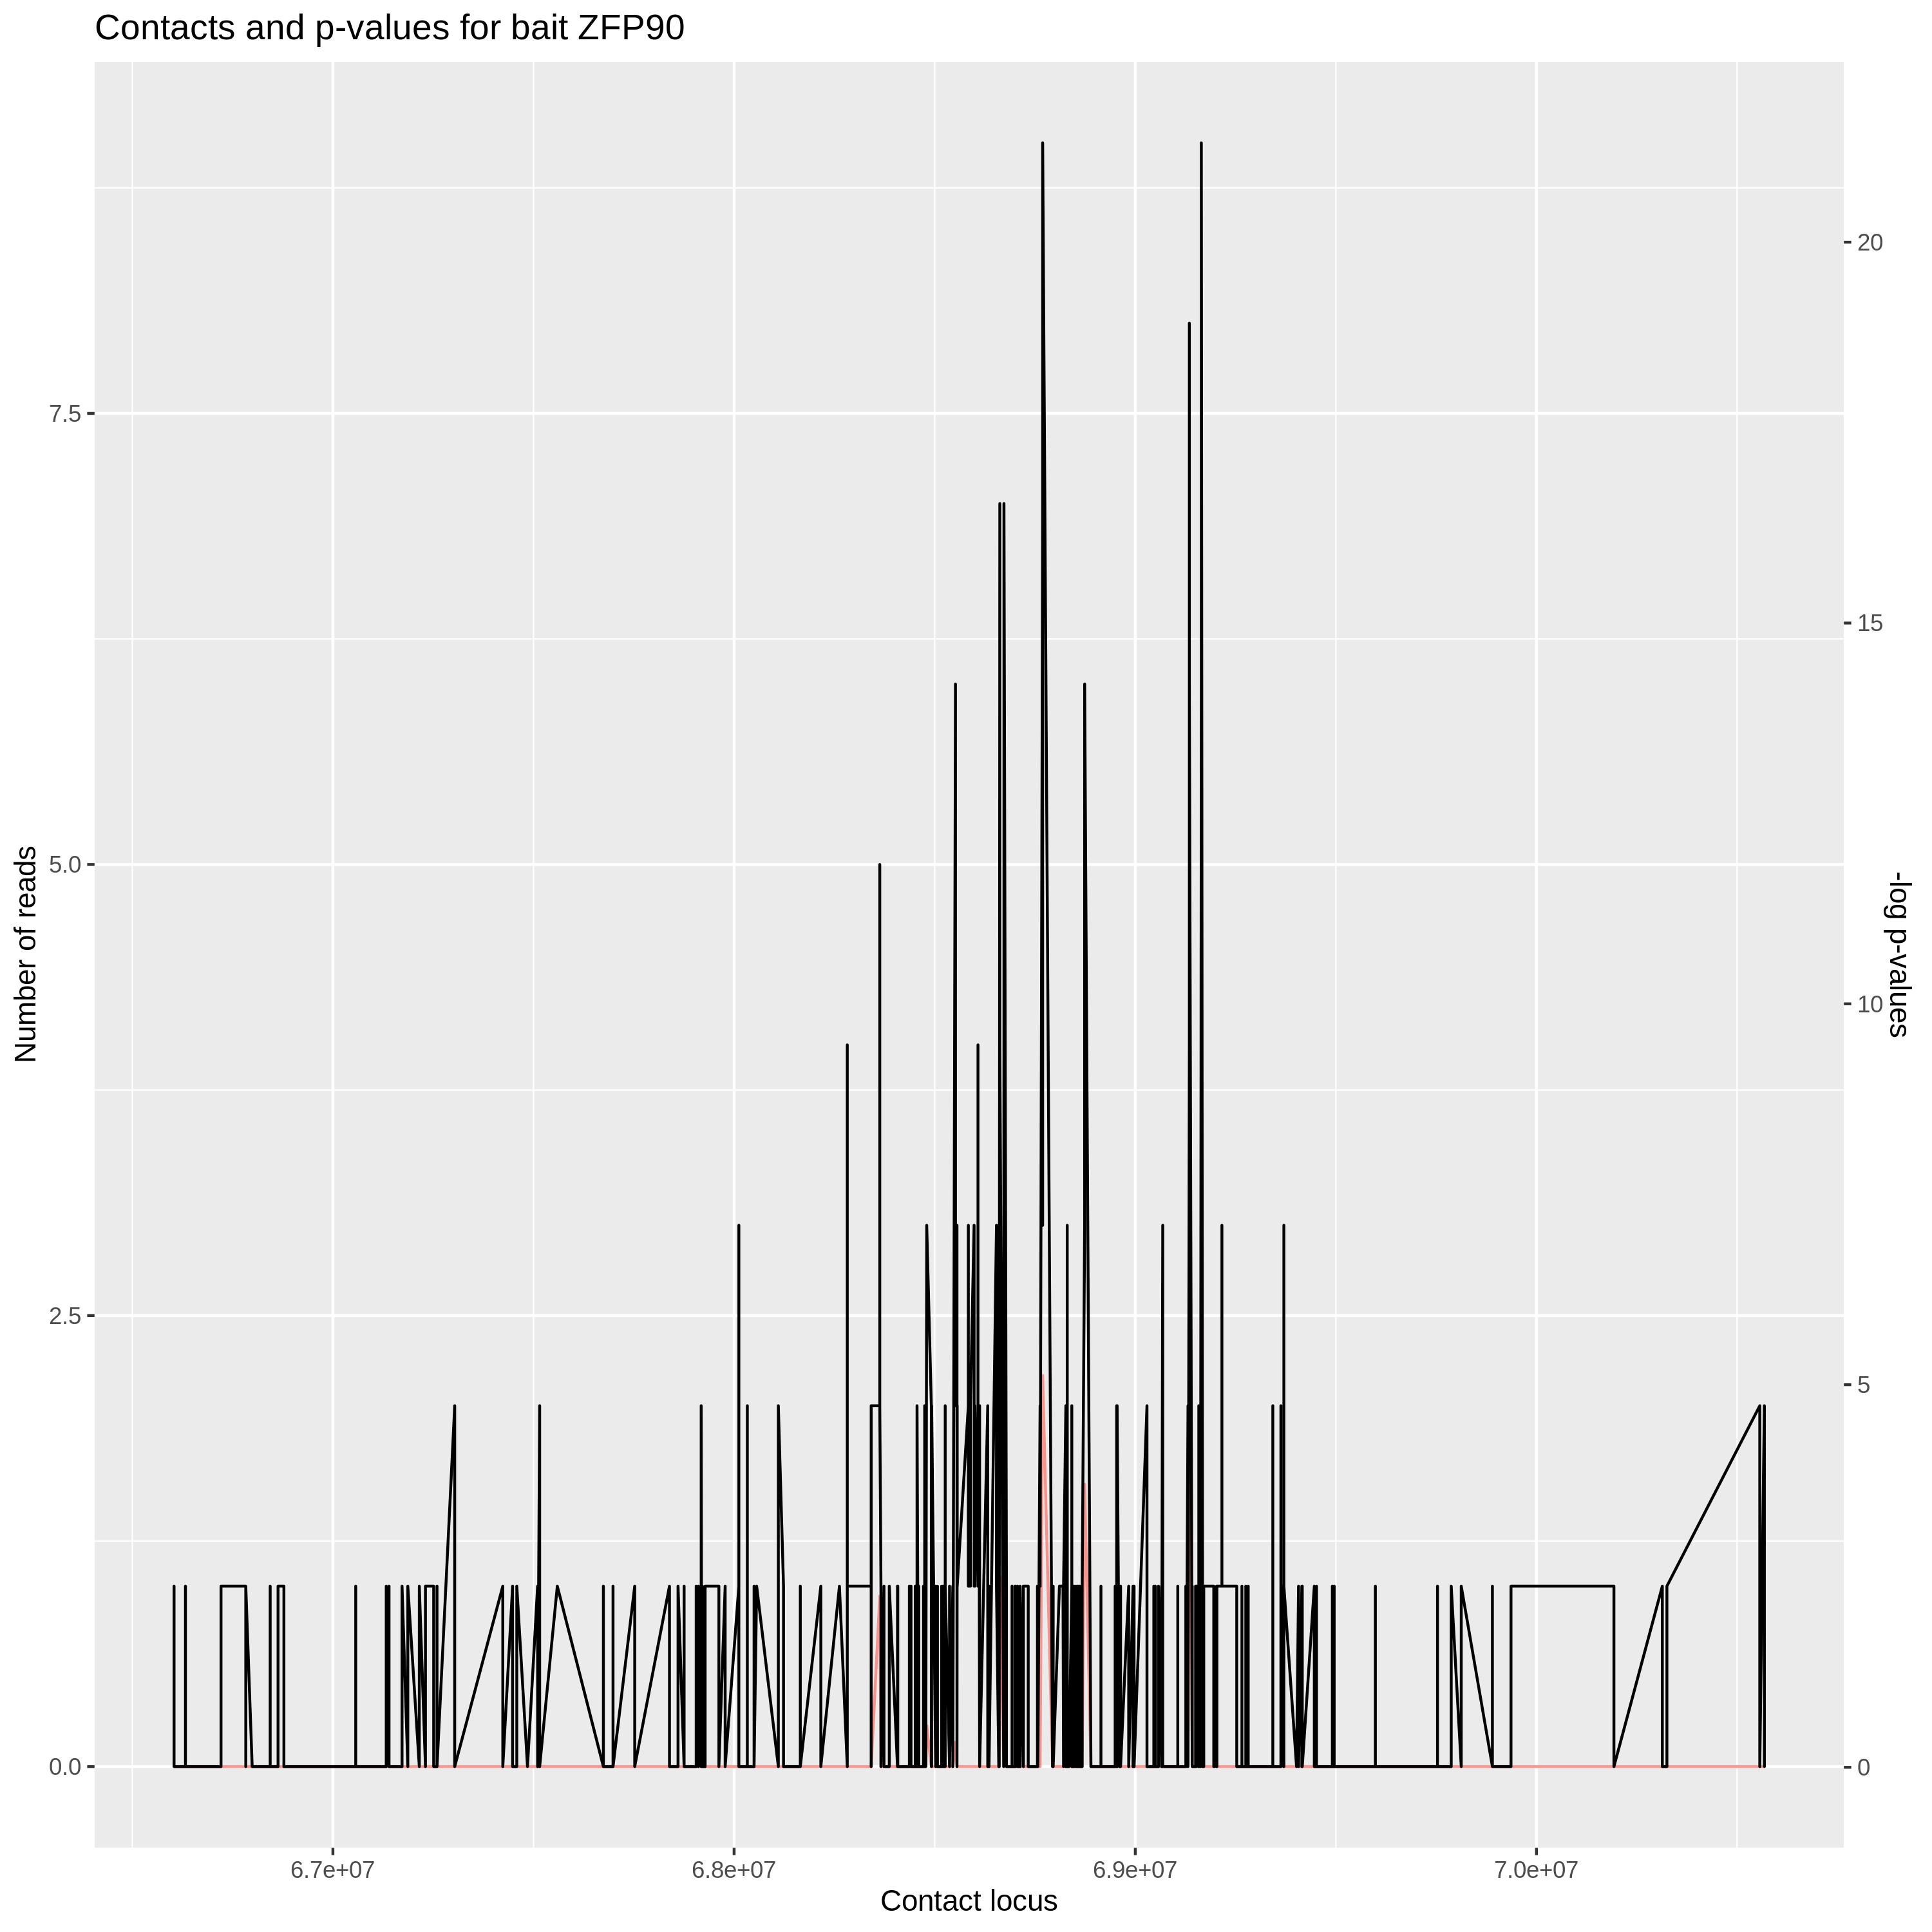 Contacts and p-values for bait ZFP90
20
7.5
15
5.0
Number of reads
-log p-values
10
2.5
5
0.0
0
6.7e+07
6.8e+07
6.9e+07
7.0e+07
Contact locus